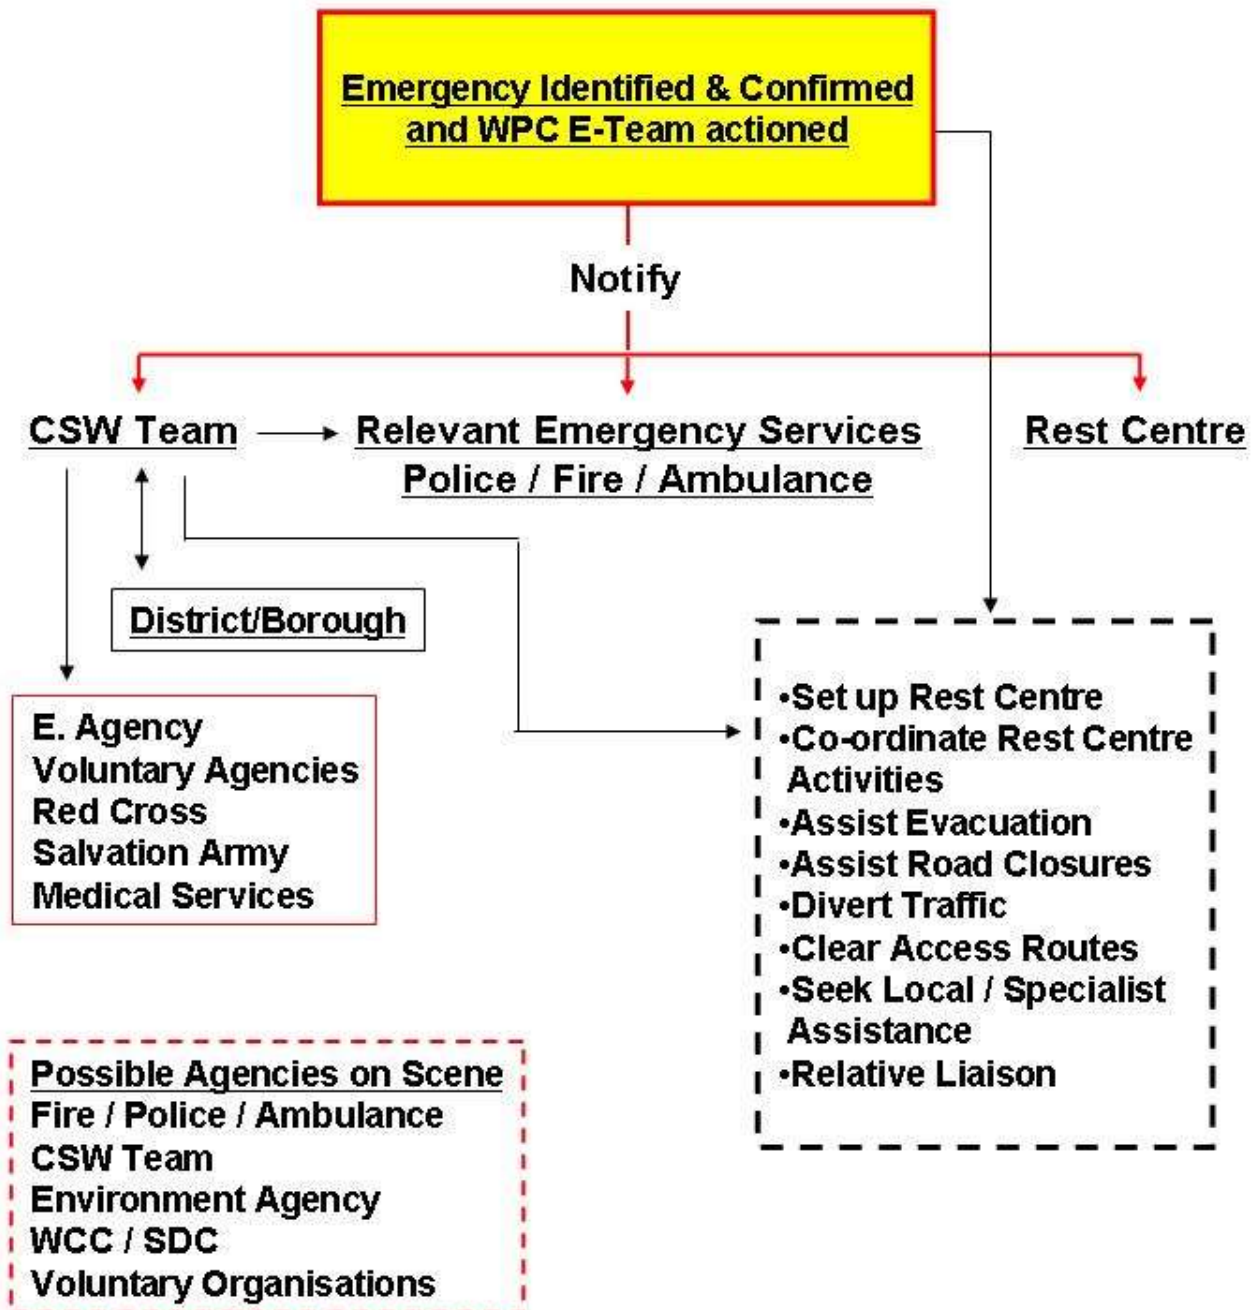 Emergency Identified & Confirmed
and WPC E-Team actioned
Notify
CSW Team
Relevant Emergency Services
Police / Fire / Ambulance
Rest Centre
District/Borough
E. Agency
Voluntary Agencies
Red Cross
Salvation Army
Medical Services
•Set up Rest Centre
•Co-ordinate Rest Centre
Activities
•Assist Evacuation
•Assist Road Closures
•Divert Traffic
•Clear Access Routes
•Seek Local / Specialist
Assistance
•Relative Liaison
Possible Agencies on Scene
Fire / Police / Ambulance
CSW Team
Environment Agency
WCC / SDC
Voluntary Organisations